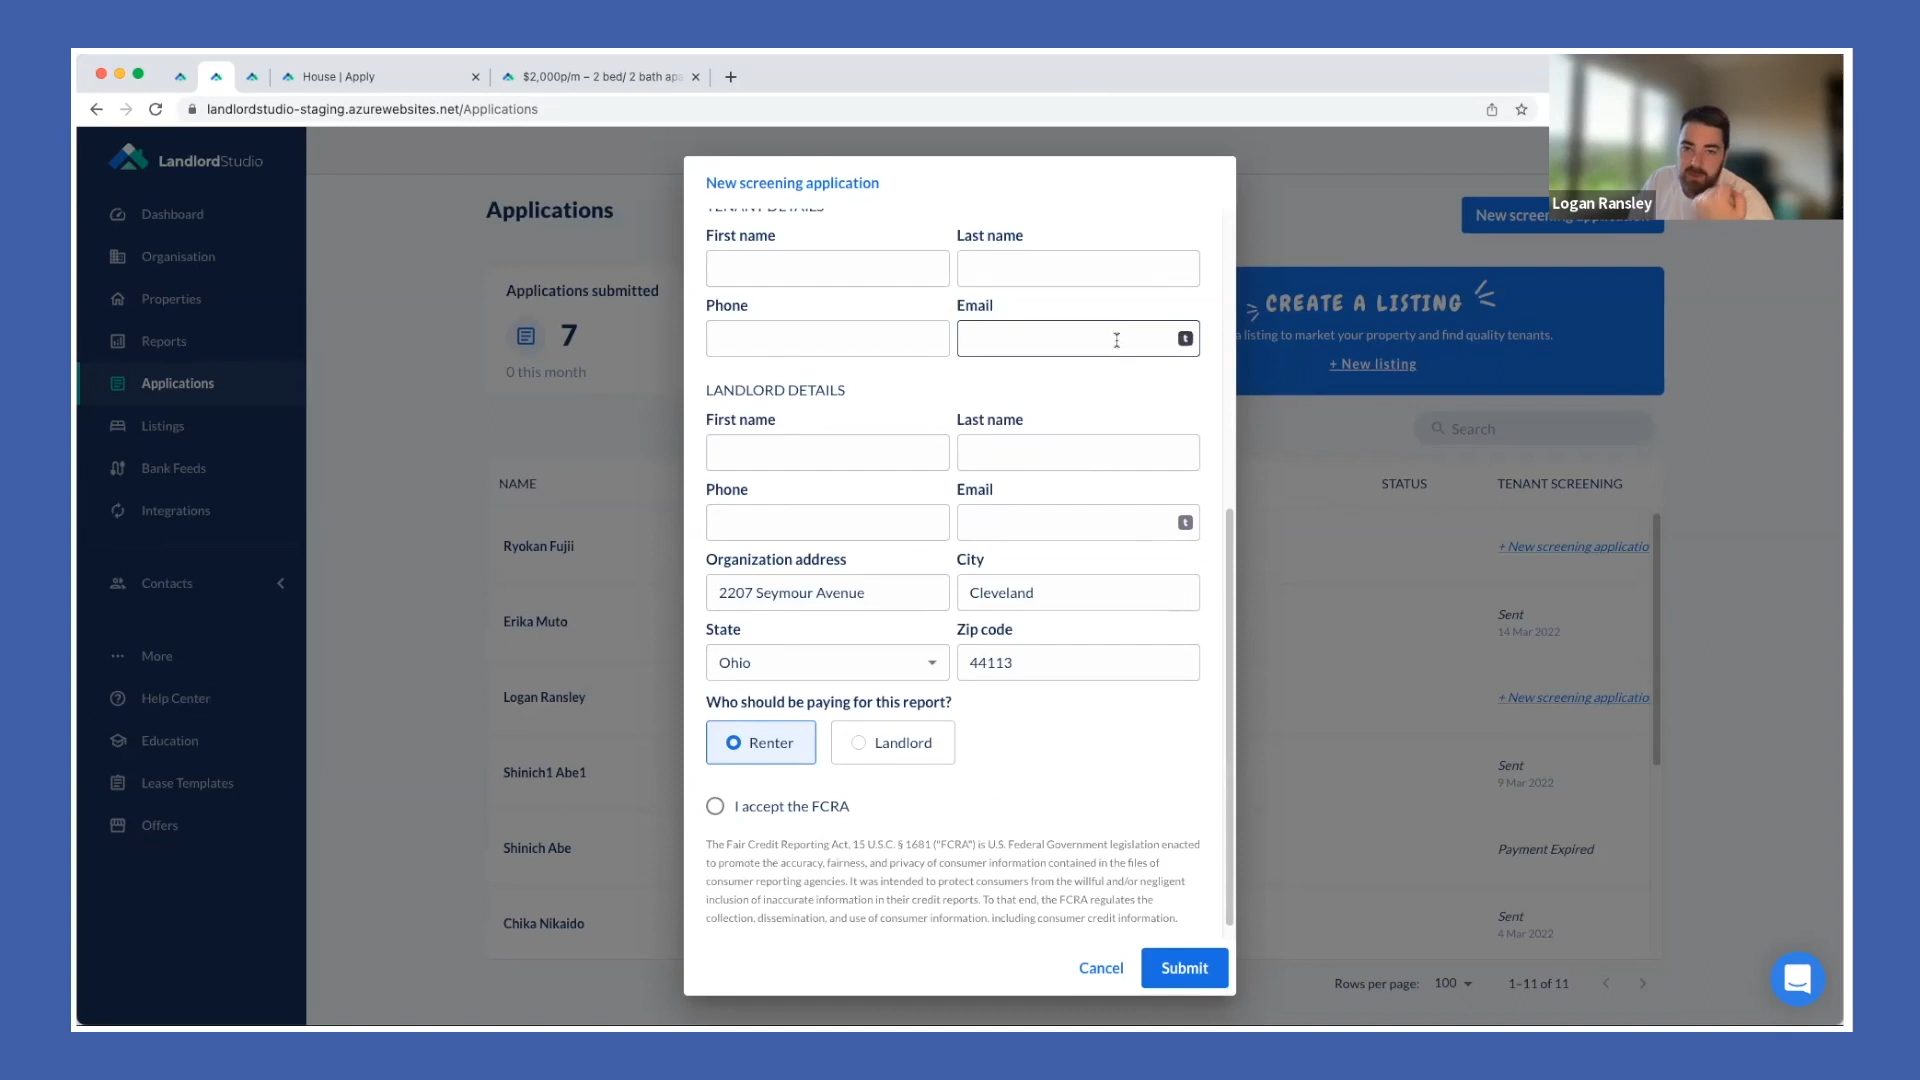 House | Apply
$2,000p/m – 2 bed/ 2 bath apa
landlordstudio-staging.azurewebsites.net/Applications
Logan Ransley
LandlordStudio
Dashboard
Organisation
Properties
Reports
Applications
Listings
Bank Feeds
Integrations
Contacts
More
Help Center
Education
Lease Templates
Offers
Applications
New screening application
Applications submitted
7
0 this month
CREATE A LISTING
a listing to market your property and find quality tenants.
+ New listing
Search
NAME
STATUS
TENANT SCREENING
Ryokan Fujii
+ New screening applicatio
Erika Muto
Sent
14 Mar 2022
Logan Ransley
+ New screening applicatio
Shinich1 Abe1
Sent
9 Mar 2022
Shinich Abe
Payment Expired
Chika Nikaido
Sent
4 Mar 2022
Rows per page: 100
1–11 of 11
New screening application
TENANT DETAILS
First name
Last name
Phone
Email
LANDLORD DETAILS
First name
Last name
Phone
Email
Organization address
City
2207 Seymour Avenue
Cleveland
State
Zip code
Ohio
44113
Who should be paying for this report?
Renter
Landlord
I accept the FCRA
The Fair Credit Reporting Act, 15 U.S.C. § 1681 ("FCRA") is U.S. Federal Government legislation enacted
to promote the accuracy, fairness, and privacy of consumer information contained in the files of
consumer reporting agencies. It was intended to protect consumers from the willful and/or negligent
inclusion of inaccurate information in their credit reports. To that end, the FCRA regulates the
collection, dissemination, and use of consumer information, including consumer credit information.
Cancel
Submit